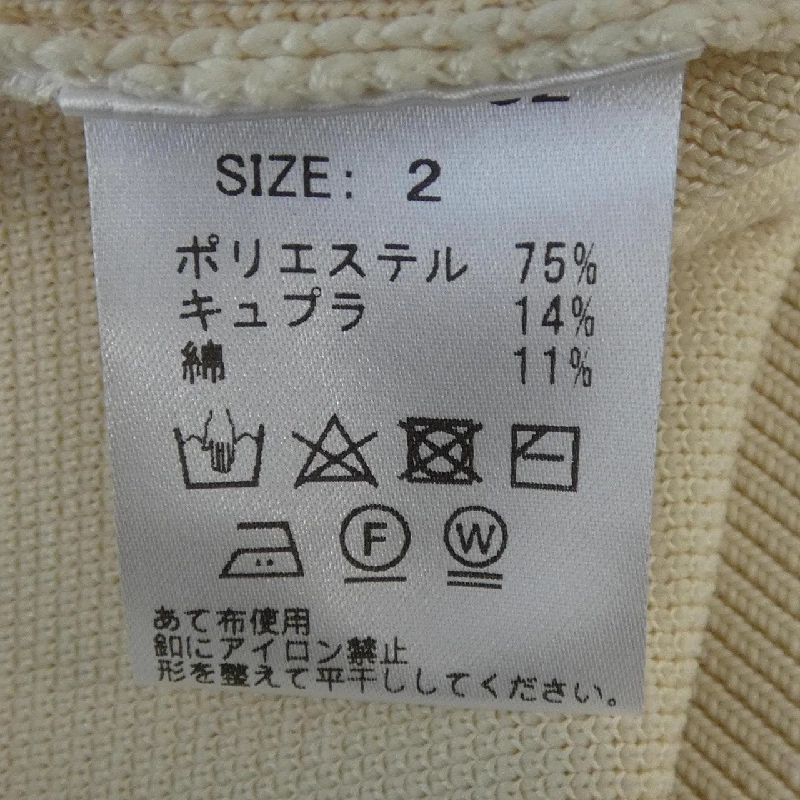 SIZE: 2
ポリエステル 75%
キュプラ 14%
綿 11%
F W
あて布使用
釦にアイロン禁止
形を整えて平干ししてください。